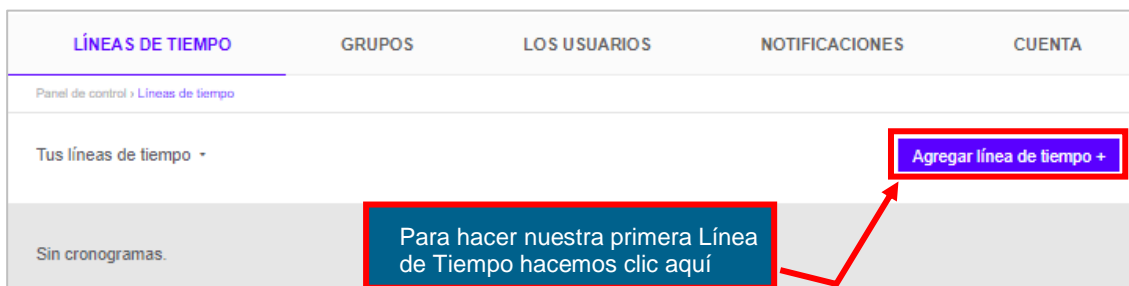 LÍNEAS DE TIEMPO GRUPOS LOS USUARIOS NOTIFICACIONES CUENTA
Panel de control › Líneas de tiempo
Tus líneas de tiempo
Agregar línea de tiempo +
Para hacer nuestra primera Línea
de Tiempo hacemos clic aquí
Sin cronogramas.